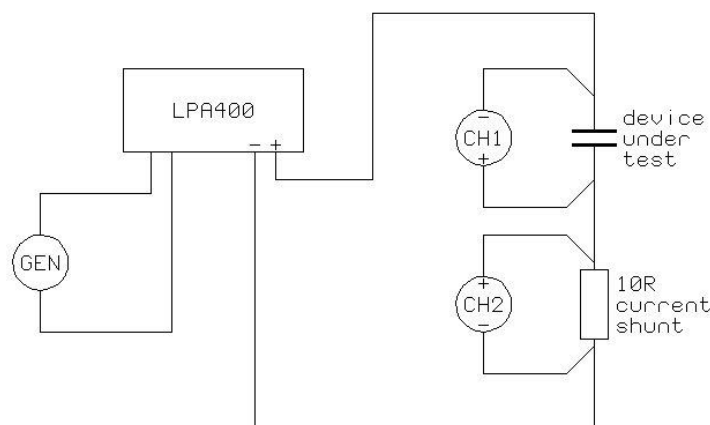 LPA400
- +
GEN
-
CH1
+
device
under
test
+
CH2
-
10R
current
shunt